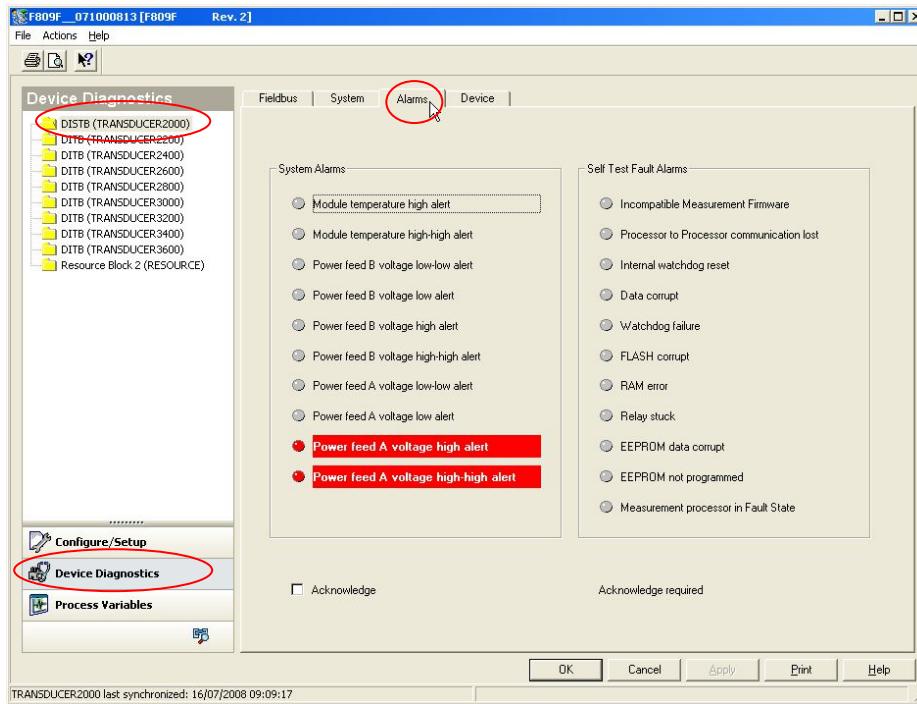 F809F__071000813 [F809F Rev. 2]
File Actions Help
Device Diagnostics
DISTB (TRANSDUCER2000)
DITB (TRANSDUCER2200)
DITB (TRANSDUCER2400)
DITB (TRANSDUCER2600)
DITB (TRANSDUCER2800)
DITB (TRANSDUCER3000)
DITB (TRANSDUCER3200)
DITB (TRANSDUCER3400)
DITB (TRANSDUCER3600)
Resource Block 2 (RESOURCE)
Configure/Setup
Device Diagnostics
Process Variables
Fieldbus System Alarms Device
System Alarms
Module temperature high alert
Module temperature high-high alert
Power feed B voltage low-low alert
Power feed B voltage low alert
Power feed B voltage high alert
Power feed B voltage high-high alert
Power feed A voltage low-low alert
Power feed A voltage low alert
Power feed A voltage high alert
Power feed A voltage high-high alert
Self Test Fault Alarms
Incompatible Measurement Firmware
Processor to Processor communication lost
Internal watchdog reset
Data corrupt
Watchdog failure
FLASH corrupt
RAM error
Relay stuck
EEPROM data corrupt
EEPROM not programmed
Measurement processor in Fault State
Acknowledge
Acknowledge required
OK Cancel Apply Print Help
TRANSDUCER2000 last synchronized: 16/07/2008 09:09:17